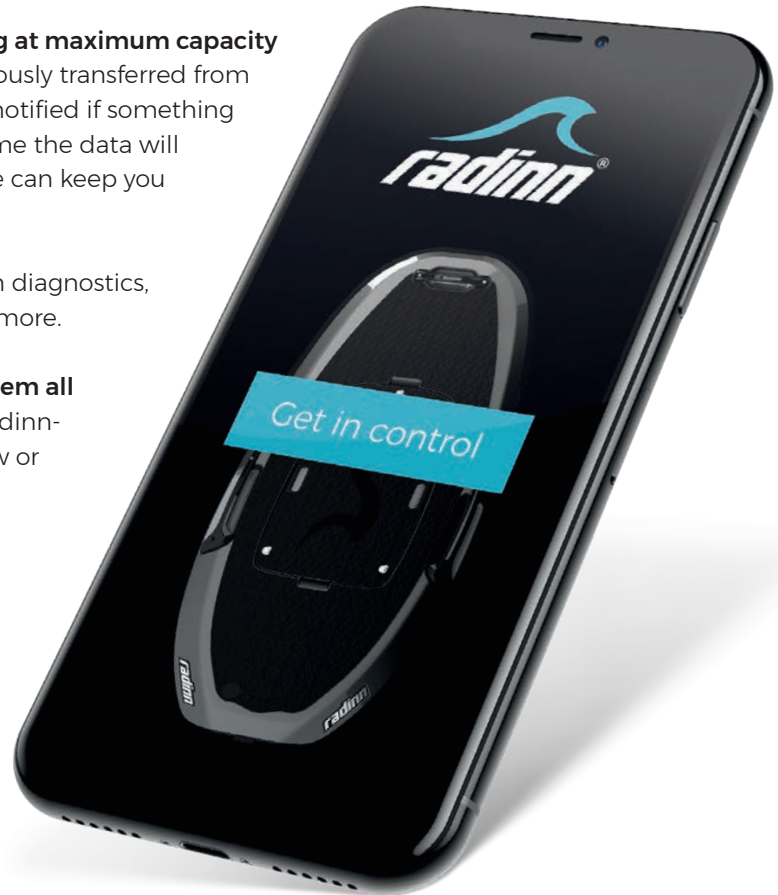 g at maximum capacity
ously transferred from
notified if something
me the data will
e can keep you
n diagnostics,
more.
em all
dinn-
w or
radinn®
Get in control
radinn
radinn